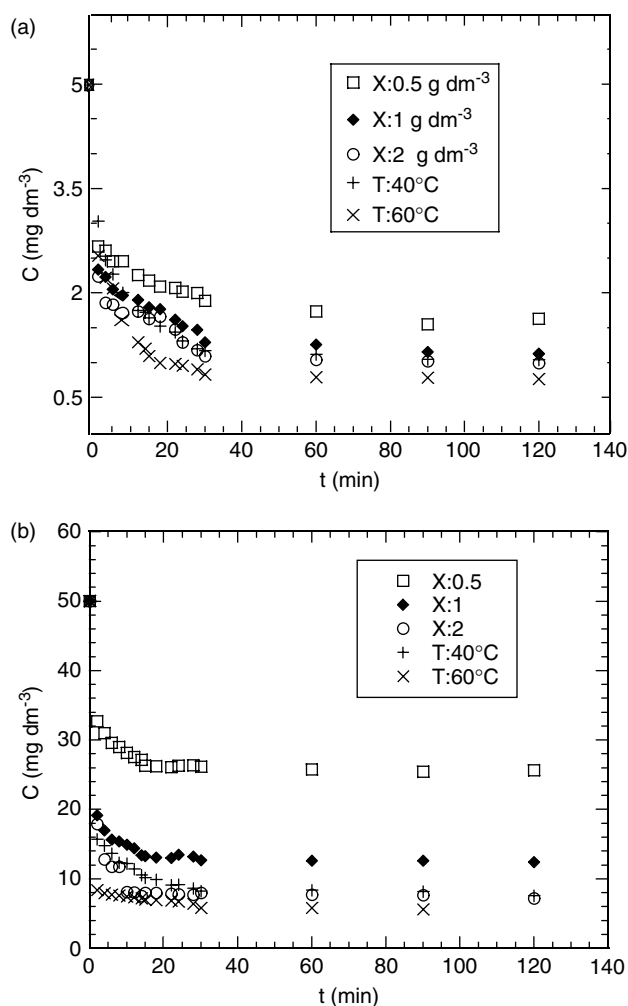 (a)
5
3.5
2
0.5
C (mg dm-3)
X:0.5 g dm-3
X:1 g dm-3
X:2 g dm-3
T:40°C
T:60°C
0 20 40 60 80 100 120 140
t (min)
(b)
60
50
40
30
20
10
0
C (mg dm-3)
X:0.5
X:1
X:2
T:40°C
T:60°C
0 20 40 60 80 100 120 140
t (min)